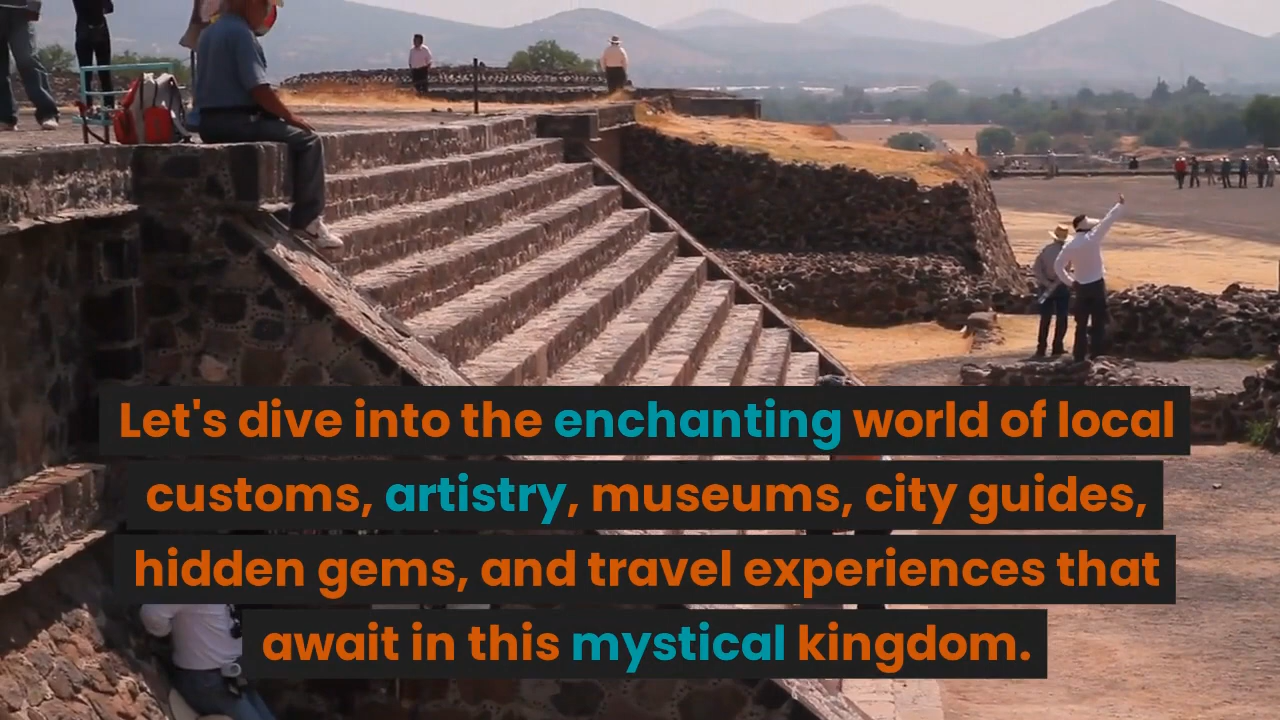 Let's dive into the enchanting world of local
customs, artistry, museums, city guides,
hidden gems, and travel experiences that
await in this mystical kingdom.